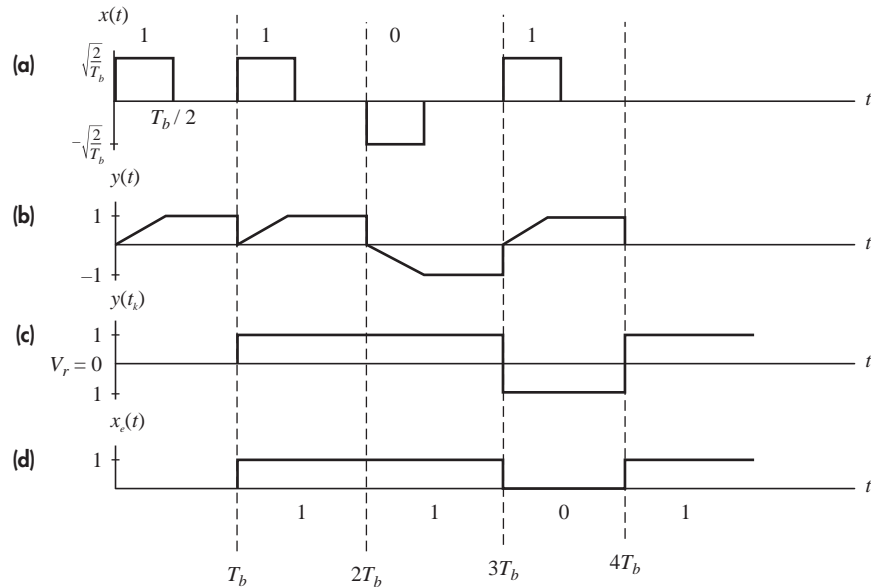 x(t)
1 1 0 1
(a)
√2/T_b
t
T_b / 2
−√2/T_b
y(t)
(b)
1
t
−1
y(t_k)
(c)
1
V_r = 0
t
1
x_e(t)
(d)
1
t
1 1 0 1
T_b 2T_b 3T_b 4T_b